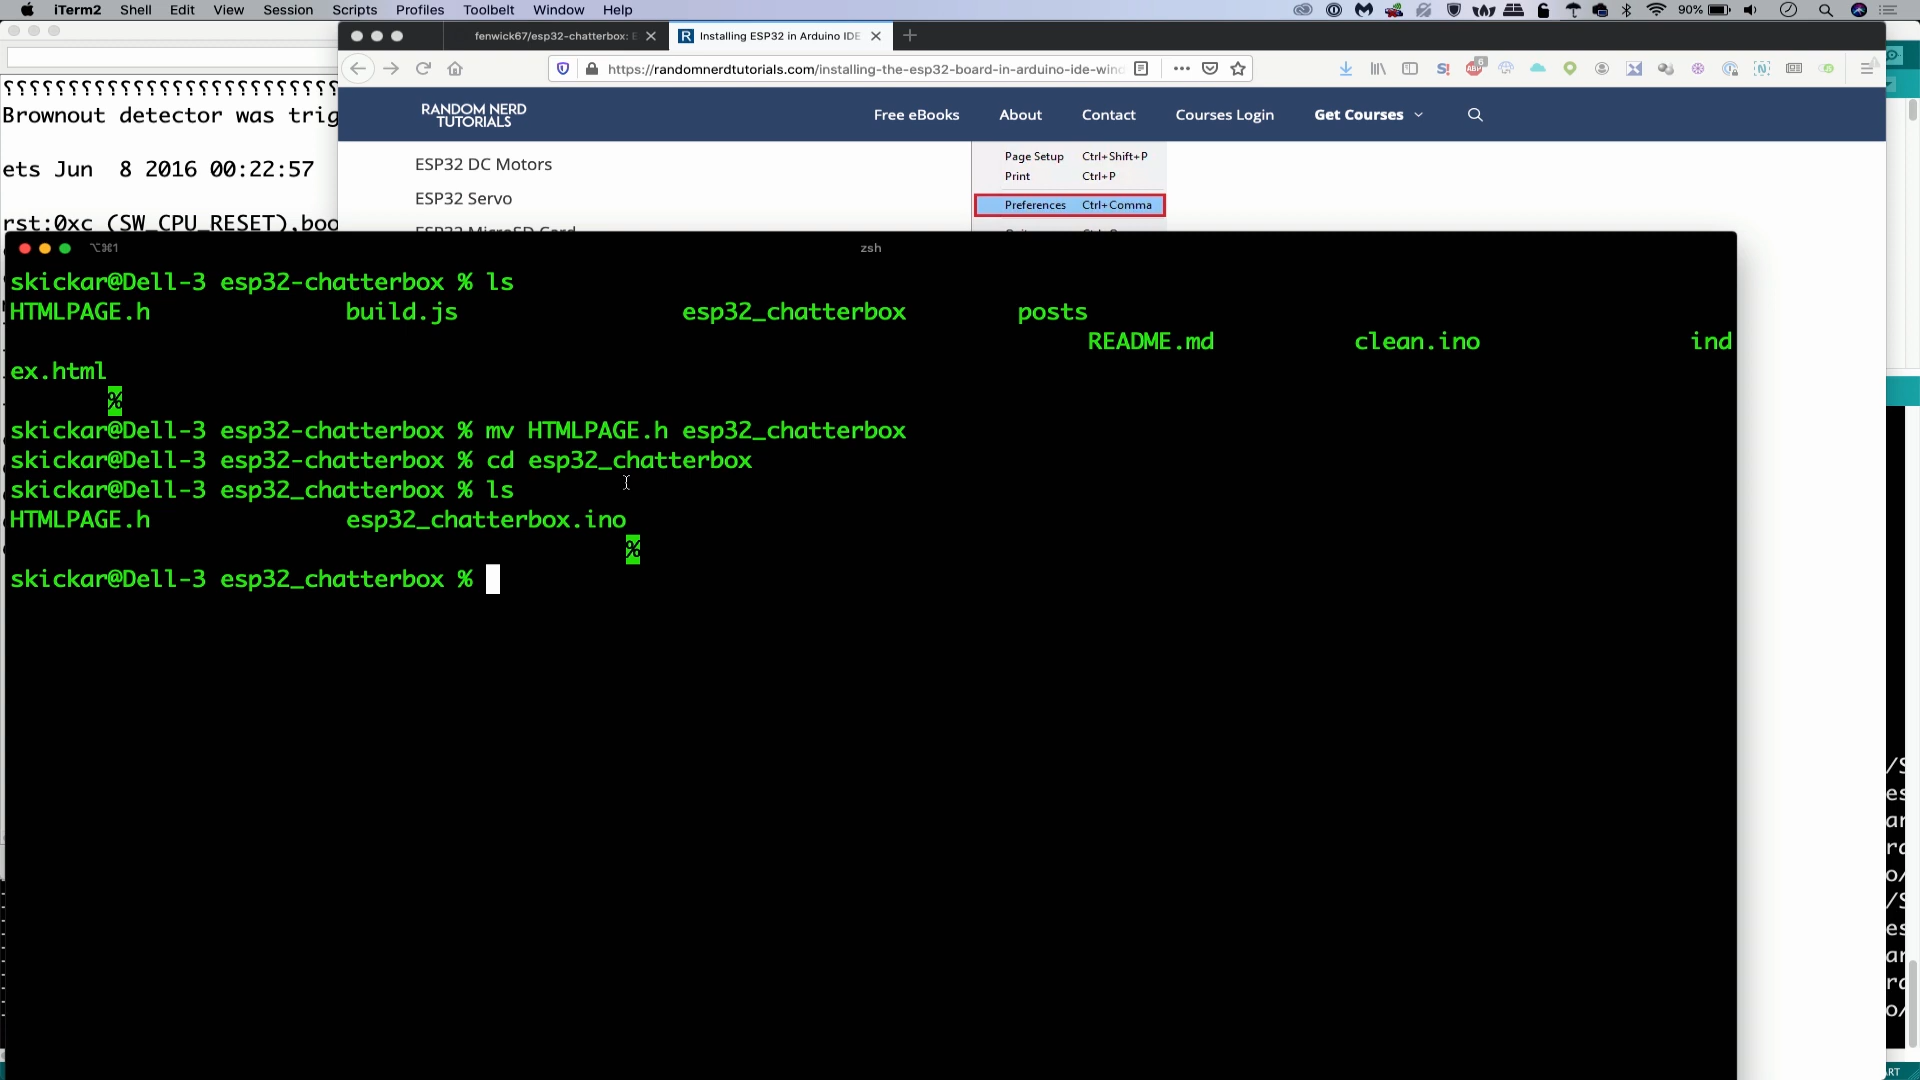 iTerm2 Shell Edit View Session Scripts Profiles Toolbelt Window Help 90%
fenwick67/esp32-chatterbox: E
Installing ESP32 in Arduino IDE
https://randomnerdtutorials.com/installing-the-esp32-board-in-arduino-ide-wind
RANDOM NERD
TUTORIALS
Free eBooks About Contact Courses Login Get Courses
Brownout detector was trig
ets Jun 8 2016 00:22:57
rst:0xc (SW_CPU_RESET),boo
ESP32 DC Motors
ESP32 Servo
ESP32 MicroSD Card
Page Setup Ctrl+Shift+P
Print Ctrl+P
Preferences Ctrl+Comma
⌥⌘1 zsh
skickar@Dell-3 esp32-chatterbox % ls
HTMLPAGE.h build.js esp32_chatterbox posts
README.md clean.ino ind
ex.html
%
skickar@Dell-3 esp32-chatterbox % mv HTMLPAGE.h esp32_chatterbox
skickar@Dell-3 esp32-chatterbox % cd esp32_chatterbox
skickar@Dell-3 esp32_chatterbox % ls
HTMLPAGE.h esp32_chatterbox.ino
%
skickar@Dell-3 esp32_chatterbox %